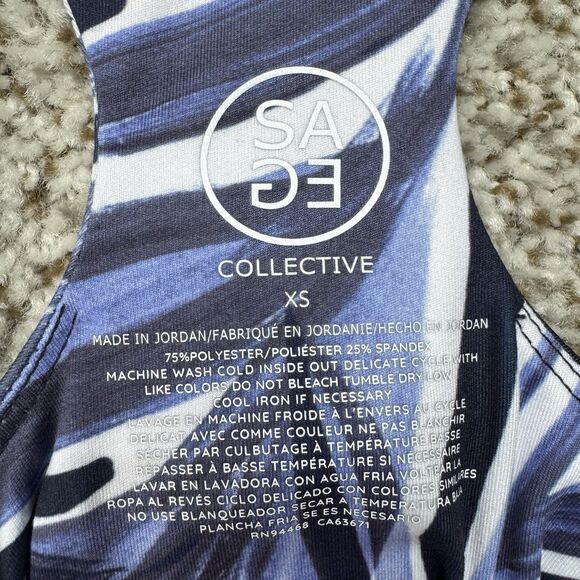 SA
GE
COLLECTIVE
XS
MADE IN JORDAN/FABRIQUÉ EN JORDANIE/HECHO EN JORDAN
75%POLYESTER/POLIÉSTER 25% SPANDEX
MACHINE WASH COLD INSIDE OUT DELICATE CYCLE WITH
LIKE COLORS DO NOT BLEACH TUMBLE DRY LOW
COOL IRON IF NECESSARY
LAVAGE EN MACHINE FROIDE À L'ENVERS AU CYCLE
DÉLICAT AVEC COMME COULEUR NE PAS BLANCHIR
SÉCHER PAR CULBUTAGE À TEMPÉRATURE BASSE
REPASSER À BASSE TEMPÉRATURE SI NÉCESSAIRE
LAVAR EN LAVADORA CON AGUA FRIA VOLTEAR LA
ROPA AL REVÉS CICLO DELICADO CON COLORES SIMILARES
NO USE BLANQUEADOR SECAR A TEMPERATURA BAJA
PLANCHA FRIA SE ES NECESARIO
RN94468 CA63671